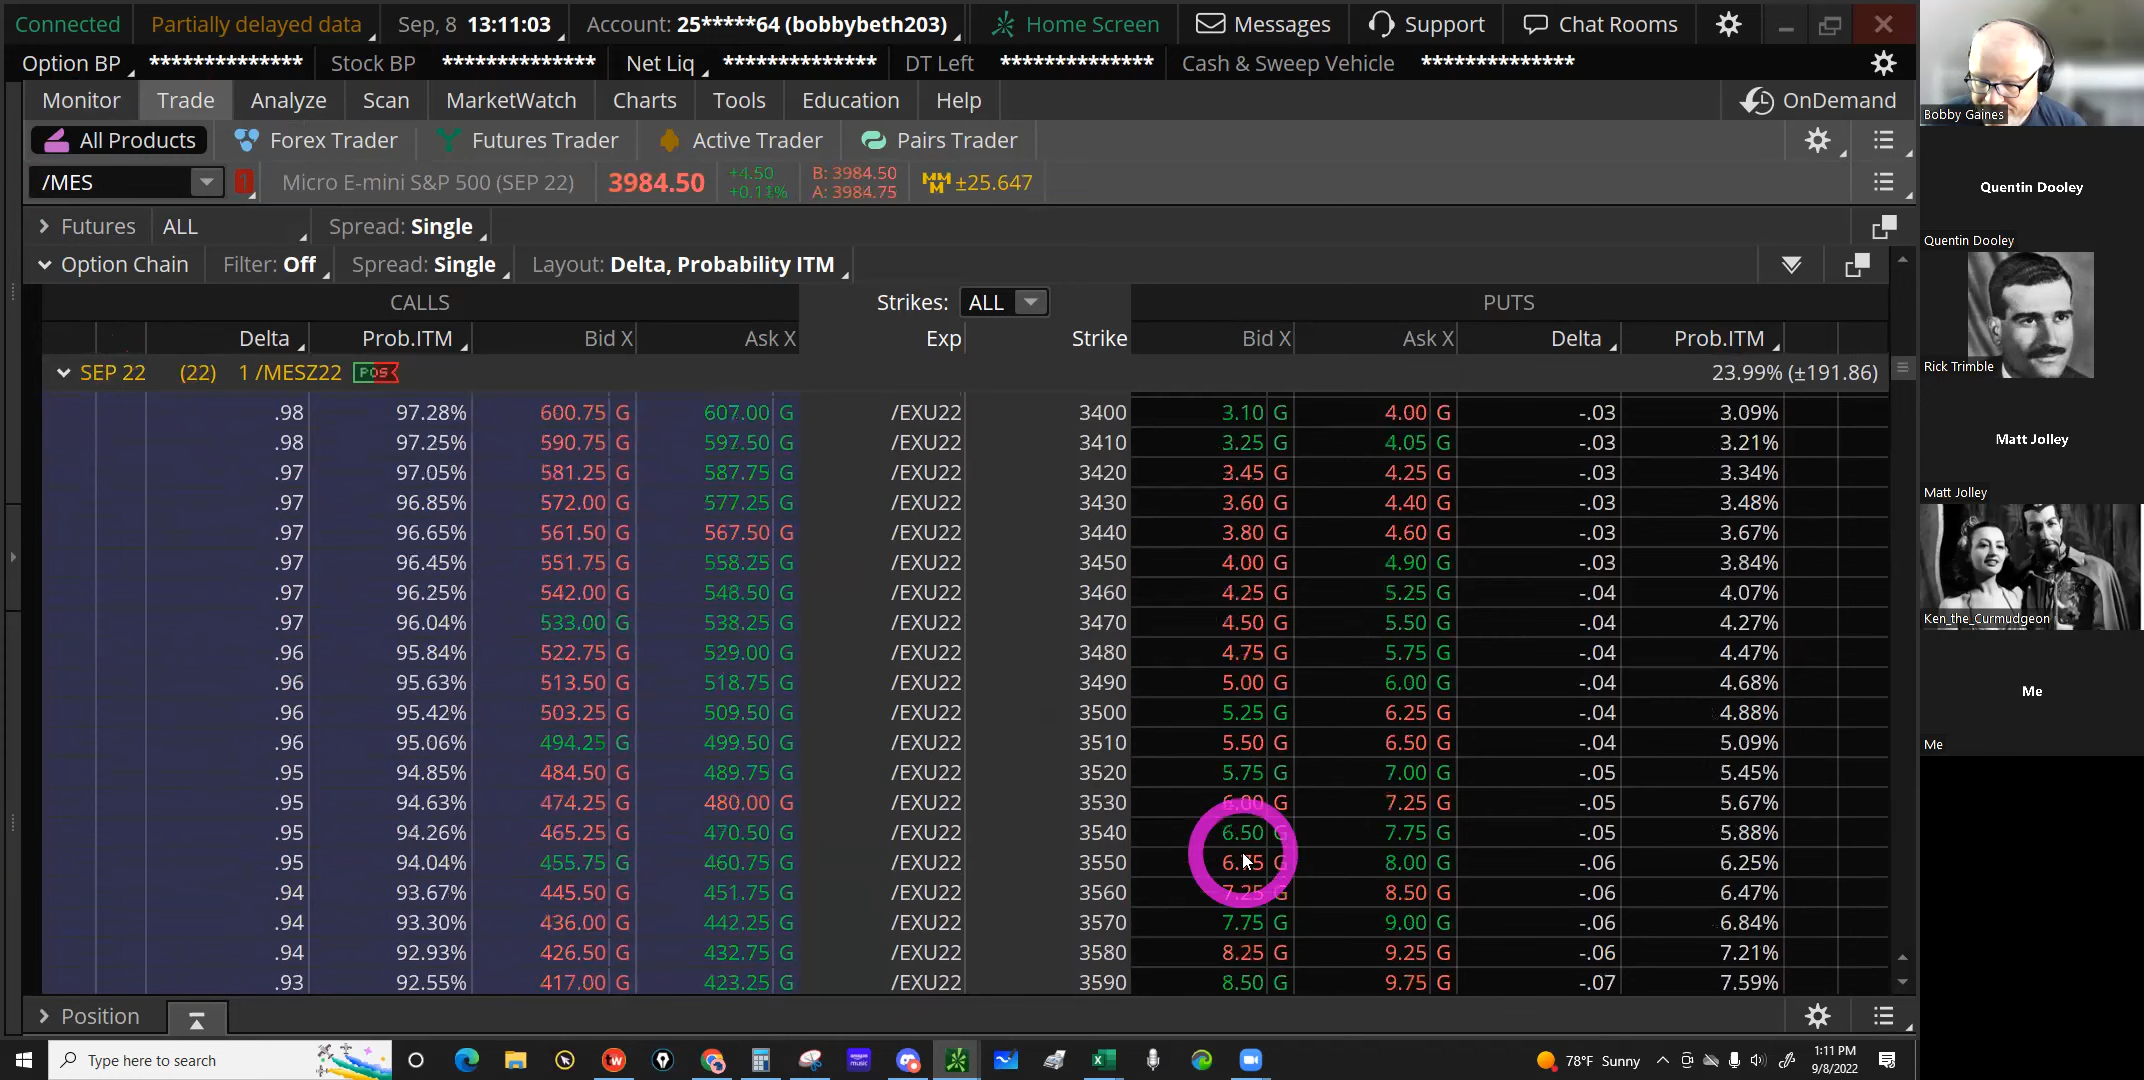 Connected Partially delayed data Sep, 8 13:11:03 Account: 25*****64 (bobbybeth203) Home Screen Messages Support Chat Rooms
Option BP ************** Stock BP ************** Net Liq ************** DT Left ************** Cash & Sweep Vehicle **************
Monitor Trade Analyze Scan MarketWatch Charts Tools Education Help OnDemand
All Products Forex Trader Futures Trader Active Trader Pairs Trader
/MES 1 Micro E-mini S&P 500 (SEP 22) 3984.50 +4.50 +0.11% B: 3984.50 A: 3984.75 ±25.647
Futures ALL Spread: Single
Option Chain Filter: Off Spread: Single Layout: Delta, Probability ITM
CALLS Strikes: ALL PUTS
Delta Prob.ITM Bid X Ask X Exp Strike Bid X Ask X Delta Prob.ITM
SEP 22 (22) 1 /MESZ22 POS 23.99% (±191.86)
.98 97.28% 600.75 G 607.00 G /EXU22 3400 3.10 G 4.00 G -.03 3.09%
.98 97.25% 590.75 G 597.50 G /EXU22 3410 3.25 G 4.05 G -.03 3.21%
.97 97.05% 581.25 G 587.75 G /EXU22 3420 3.45 G 4.25 G -.03 3.34%
.97 96.85% 572.00 G 577.25 G /EXU22 3430 3.60 G 4.40 G -.03 3.48%
.97 96.65% 561.50 G 567.50 G /EXU22 3440 3.80 G 4.60 G -.03 3.67%
.97 96.45% 551.75 G 558.25 G /EXU22 3450 4.00 G 4.90 G -.03 3.84%
.97 96.25% 542.00 G 548.50 G /EXU22 3460 4.25 G 5.25 G -.04 4.07%
.97 96.04% 533.00 G 538.25 G /EXU22 3470 4.50 G 5.50 G -.04 4.27%
.96 95.84% 522.75 G 529.00 G /EXU22 3480 4.75 G 5.75 G -.04 4.47%
.96 95.63% 513.50 G 518.75 G /EXU22 3490 5.00 G 6.00 G -.04 4.68%
.96 95.42% 503.25 G 509.50 G /EXU22 3500 5.25 G 6.25 G -.04 4.88%
.96 95.06% 494.25 G 499.50 G /EXU22 3510 5.50 G 6.50 G -.04 5.09%
.95 94.85% 484.50 G 489.75 G /EXU22 3520 5.75 G 7.00 G -.05 5.45%
.95 94.63% 474.25 G 480.00 G /EXU22 3530 6.00 G 7.25 G -.05 5.67%
.95 94.26% 465.25 G 470.50 G /EXU22 3540 6.50 G 7.75 G -.05 5.88%
.95 94.04% 455.75 G 460.75 G /EXU22 3550 G 8.00 G -.06 6.25%
.94 93.67% 445.50 G 451.75 G /EXU22 3560 7.25 G 8.50 G -.06 6.47%
.94 93.30% 436.00 G 442.25 G /EXU22 3570 7.75 G 9.00 G -.06 6.84%
.94 92.93% 426.50 G 432.75 G /EXU22 3580 8.25 G 9.25 G -.06 7.21%
.93 92.55% 417.00 G 423.25 G /EXU22 3590 8.50 G 9.75 G -.07 7.59%
Position
Type here to search 78°F Sunny 1:11 PM
9/8/2022
Bobby Gaines
Quentin Dooley
Quentin Dooley
Rick Trimble
Matt Jolley
Matt Jolley
Ken_the_Curmudgeon
Me
Me